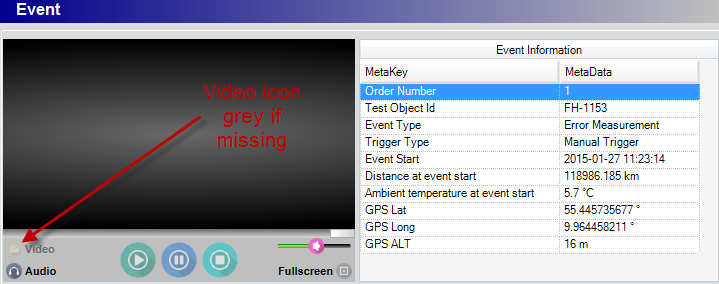 Event
Video icon
grey if
missing
Video
Audio
Fullscreen
Event Information
MetaKey MetaData
Order Number 1
Test Object Id FH-1153
Event Type Error Measurement
Trigger Type Manual Trigger
Event Start 2015-01-27 11:23:14
Distance at event start 118986.185 km
Ambient temperature at event start 5.7 °C
GPS Lat 55.445735677 °
GPS Long 9.964458211 °
GPS ALT 16 m